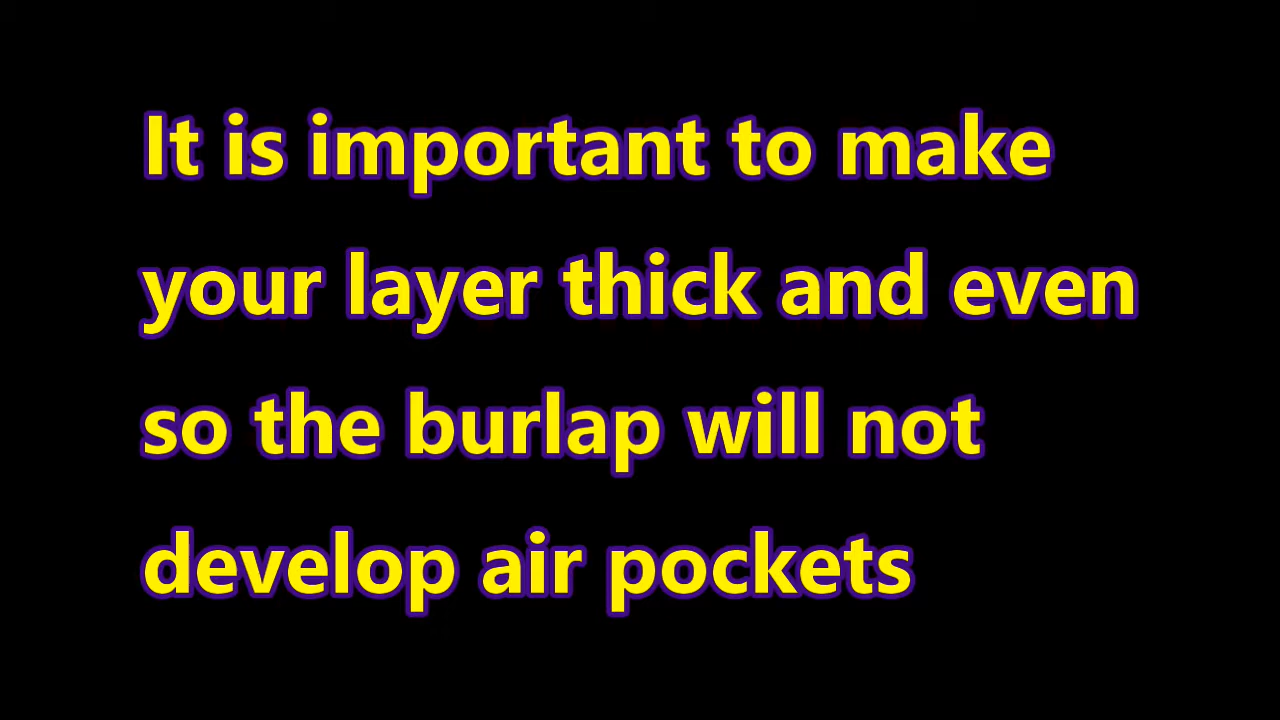 It is important to make
your layer thick and even
so the burlap will not
develop air pockets